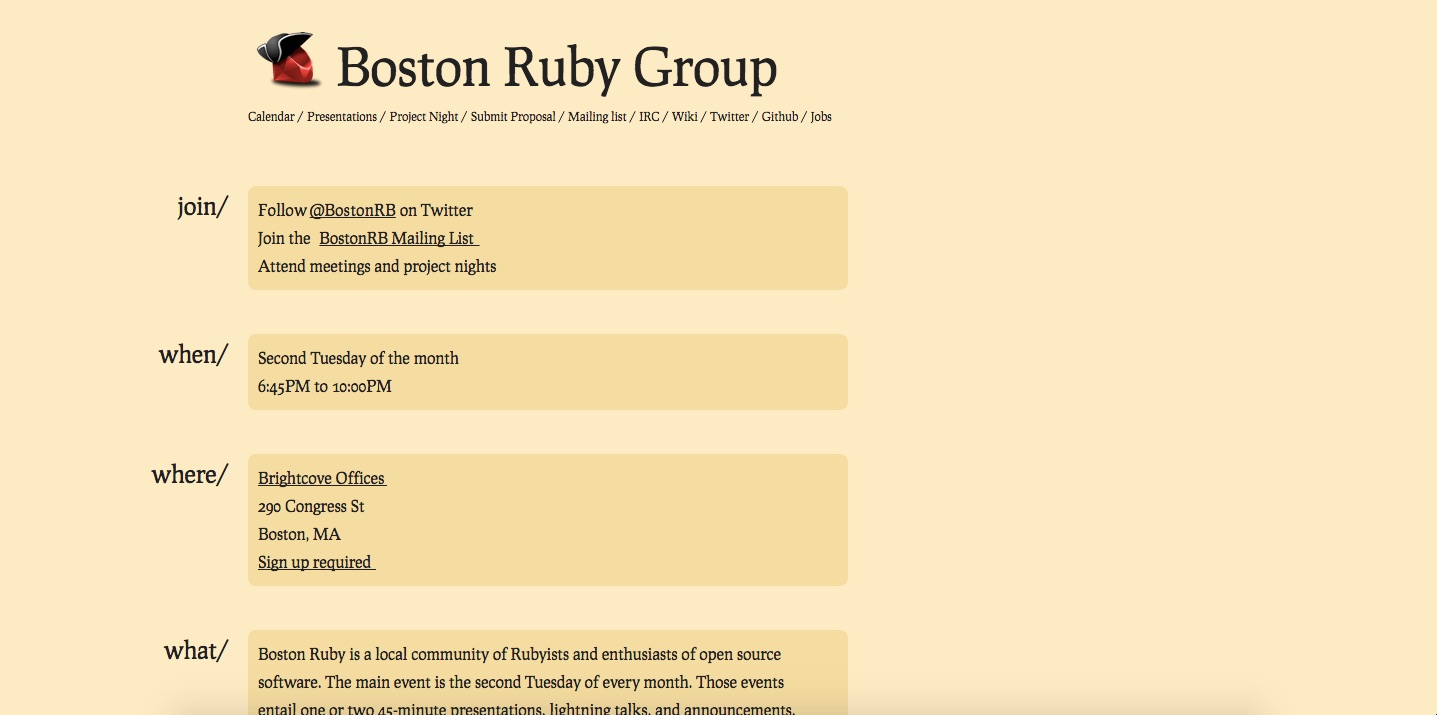 Boston Ruby Group
Calendar / Presentations / Project Night / Submit Proposal / Mailing list / IRC / Wiki / Twitter / Github / Jobs
join/
Follow @BostonRB on Twitter
Join the BostonRB Mailing List
Attend meetings and project nights
when/
Second Tuesday of the month
6:45PM to 10:00PM
where/
Brightcove Offices
290 Congress St
Boston, MA
Sign up required
what/
Boston Ruby is a local community of Rubyists and enthusiasts of open source
software. The main event is the second Tuesday of every month. Those events
entail one or two 45-minute presentations, lightning talks, and announcements.